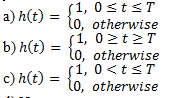 a) h(t) = {1, 0 ≤ t ≤ T
0, otherwise
b) h(t) = {1, 0 ≥ t ≥ T
0, otherwise
c) h(t) = {1, 0 < t ≤ T
0, otherwise